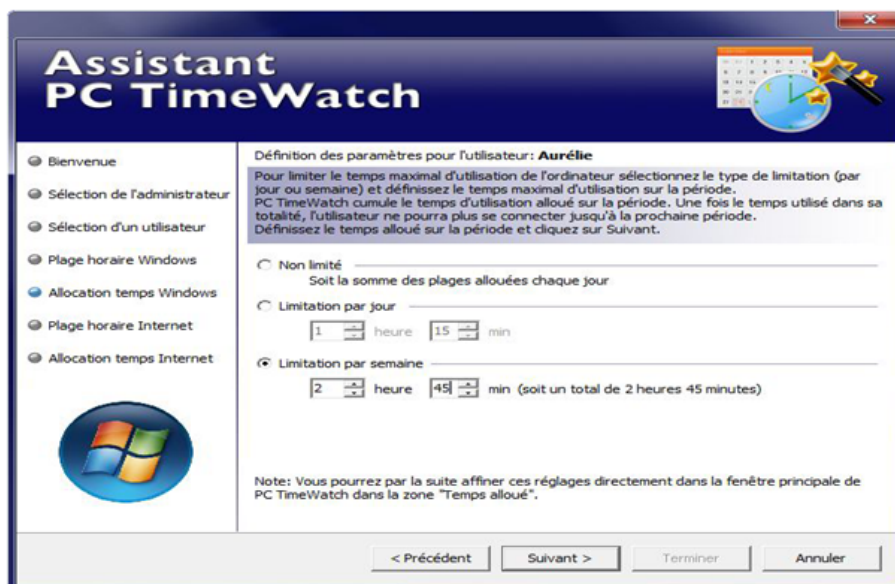 Assistant
PC TimeWatch
Bienvenue
Sélection de l'administrateur
Sélection d'un utilisateur
Plage horaire Windows
Allocation temps Windows
Plage horaire Internet
Allocation temps Internet
Définition des paramètres pour l'utilisateur: Aurélie
Pour limiter le temps maximal d'utilisation de l'ordinateur sélectionnez le type de limitation (par
jour ou semaine) et définissez le temps maximal d'utilisation sur la période.
PC TimeWatch cumule le temps d'utilisation alloué sur la période. Une fois le temps utilisé dans sa
totalité, l'utilisateur ne pourra plus se connecter jusqu'à la prochaine période.
Définissez le temps alloué sur la période et cliquez sur Suivant.
Non limité
Soit la somme des plages allouées chaque jour
Limitation par jour
1 heure 15 min
Limitation par semaine
2 heure 45 min (soit un total de 2 heures 45 minutes)
Note: Vous pourrez par la suite affiner ces réglages directement dans la fenêtre principale de
PC TimeWatch dans la zone "Temps alloué".
< Précédent Suivant > Terminer Annuler